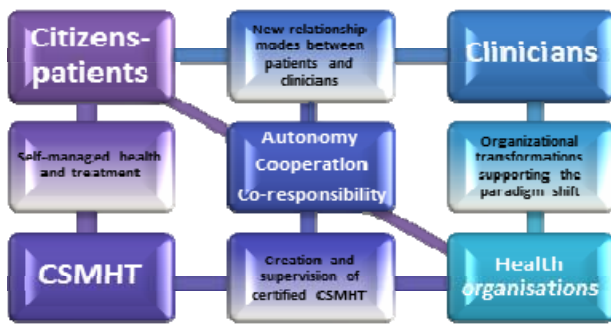 Citizens-
patients
New relationship
modes between
patients and
clinicians
Clinicians
Self-managed health
and treatment
Autonomy
Cooperation
Co-responsibility
Organizational
transformations
supporting the
paradigm shift
CSMHT
Creation and
supervision of
certified CSMHT
Health
organisations